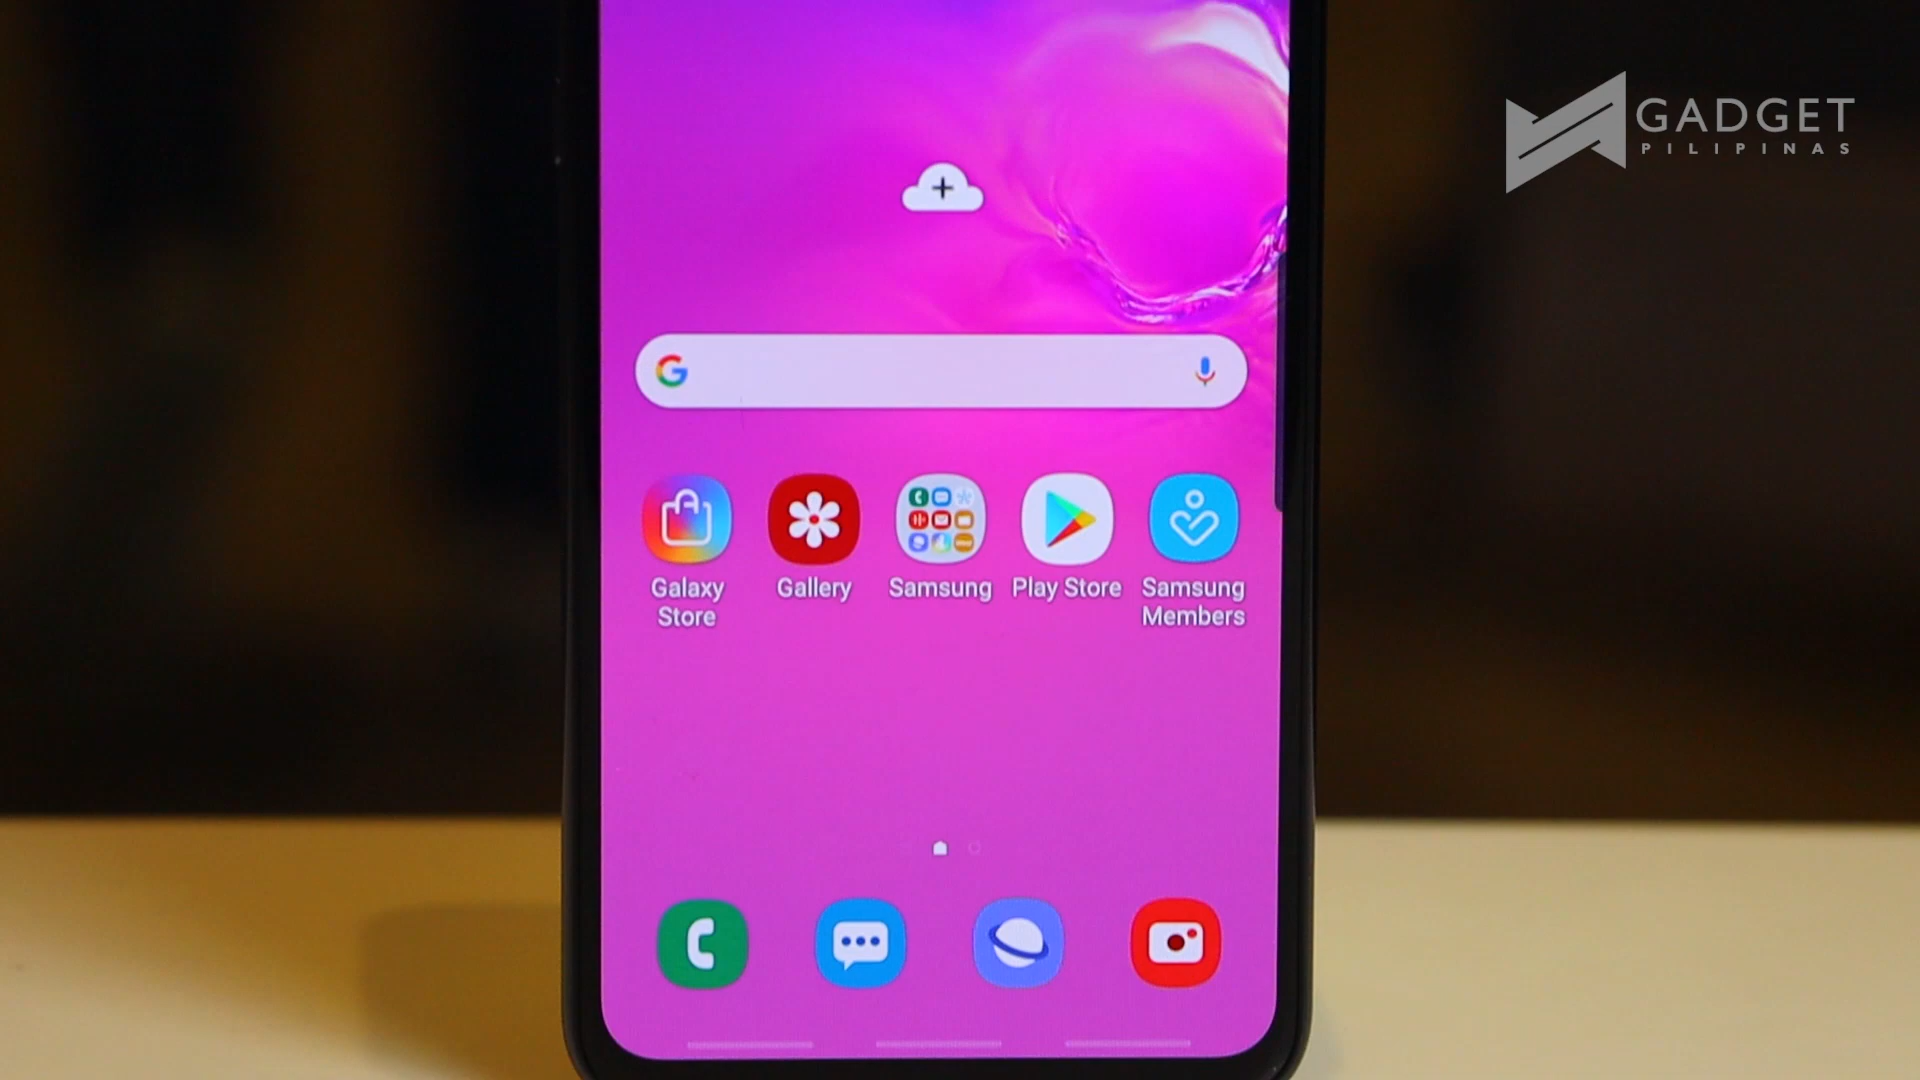 GADGET
PILIPINAS
Galaxy Store
Gallery
Samsung
Play Store
Samsung Members